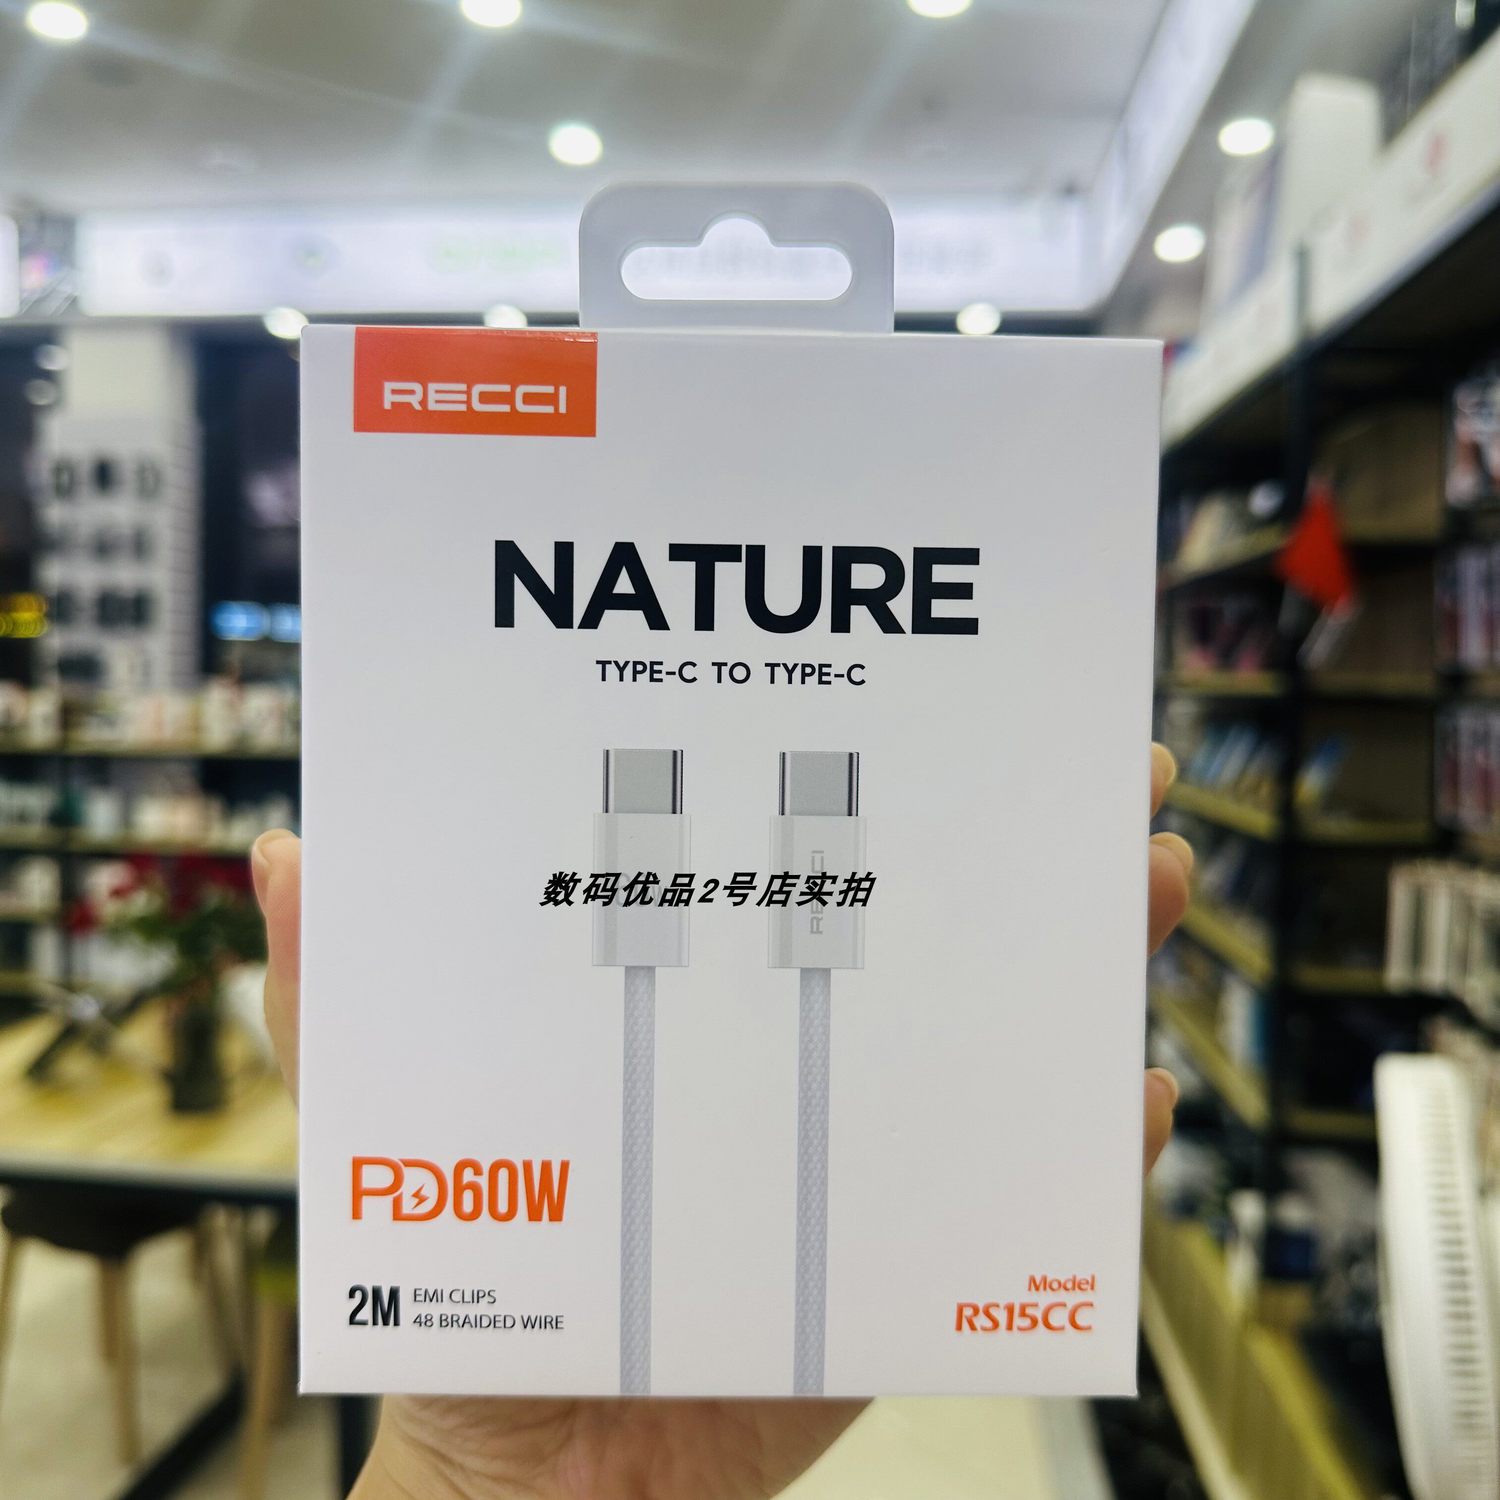 RECCI
NATURE
TYPE-C TO TYPE-C
RECCI
数码优品2号店实拍
PD60W
2M
EMI CLIPS
48 BRAIDED WIRE
Model
RS15CC